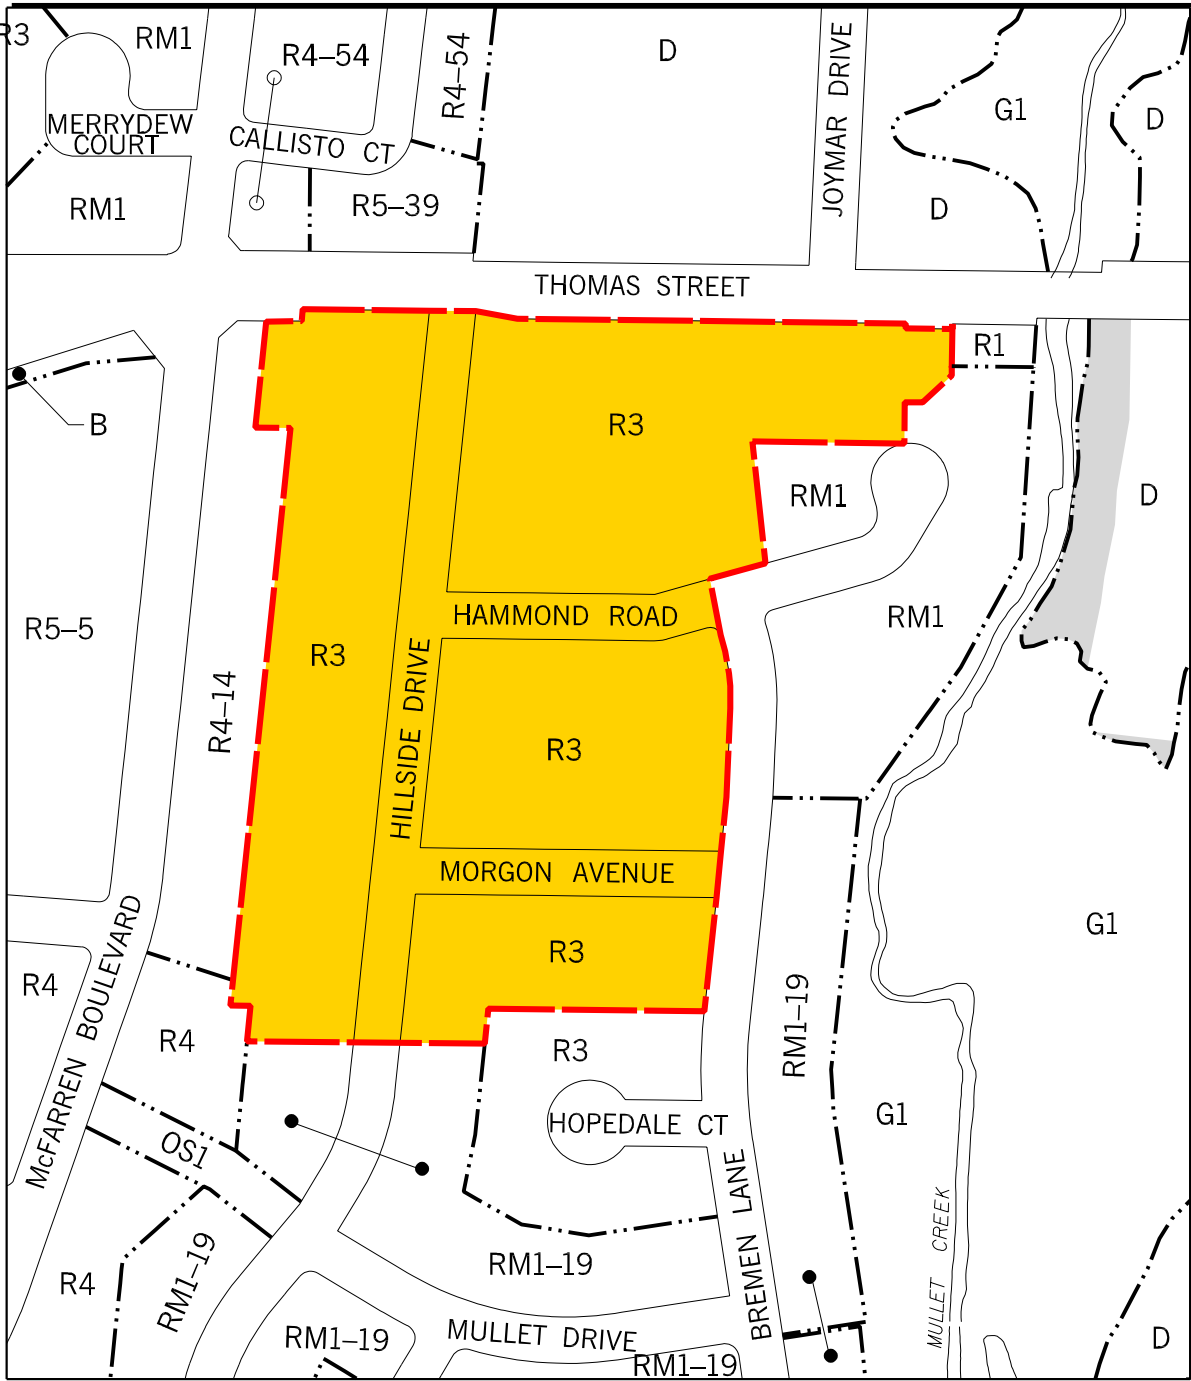 R3
RM1
R4–54
R4–54
D
JOYMAR DRIVE
G1
D
MERRYDEW
COURT
CALLISTO CT
RM1
R5–39
D
THOMAS STREET
R1
B
R3
RM1
D
R5–5
R3
HAMMOND ROAD
RM1
R4–14
HILLSIDE DRIVE
R3
MORGON AVENUE
R3
G1
McFARREN BOULEVARD
R4
R4
RM1–19
R3
HOPEDALE CT
G1
OS1
BREMEN LANE
MULLET CREEK
R4
RM1–19
RM1–19
RM1–19
MULLET DRIVE
RM1–19
D